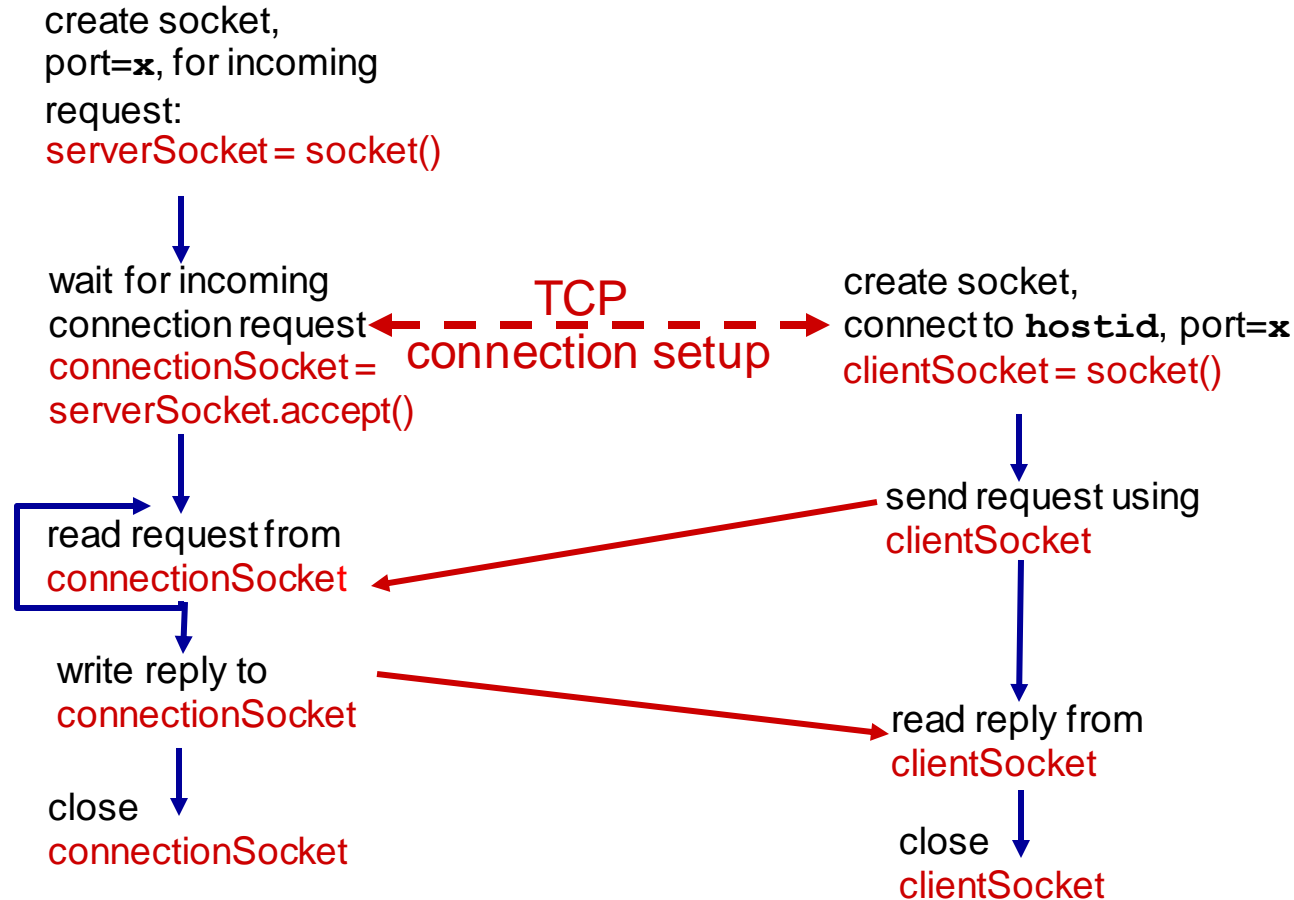 create socket,
port=x, for incoming
request:
serverSocket = socket()
wait for incoming
connection request
connectionSocket =
serverSocket.accept()
TCP
connection setup
create socket,
connect to hostid, port=x
clientSocket = socket()
read request from
connectionSocket
send request using
clientSocket
write reply to
connectionSocket
read reply from
clientSocket
close
connectionSocket
close
clientSocket